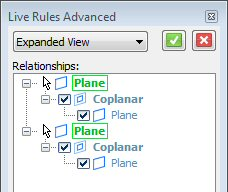 Live Rules Advanced
Expanded View
Relationships:
Plane
Coplanar
Plane
Plane
Coplanar
Plane